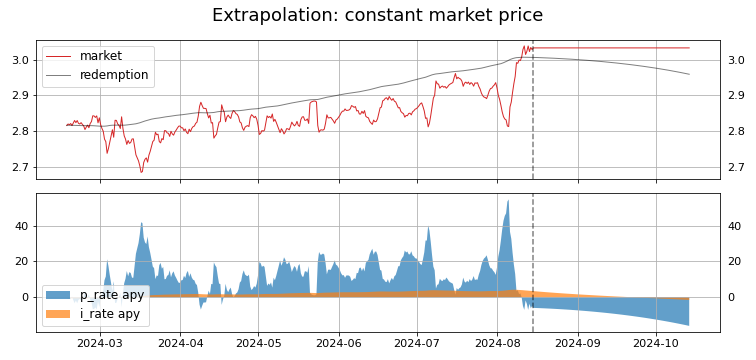 Extrapolation: constant market price
market
redemption
3.0
2.9
2.8
2.7
3.0
2.9
2.8
2.7
40
20
0
40
20
0
p_rate apy
i_rate apy
2024-03 2024-04 2024-05 2024-06 2024-07 2024-08 2024-09 2024-10